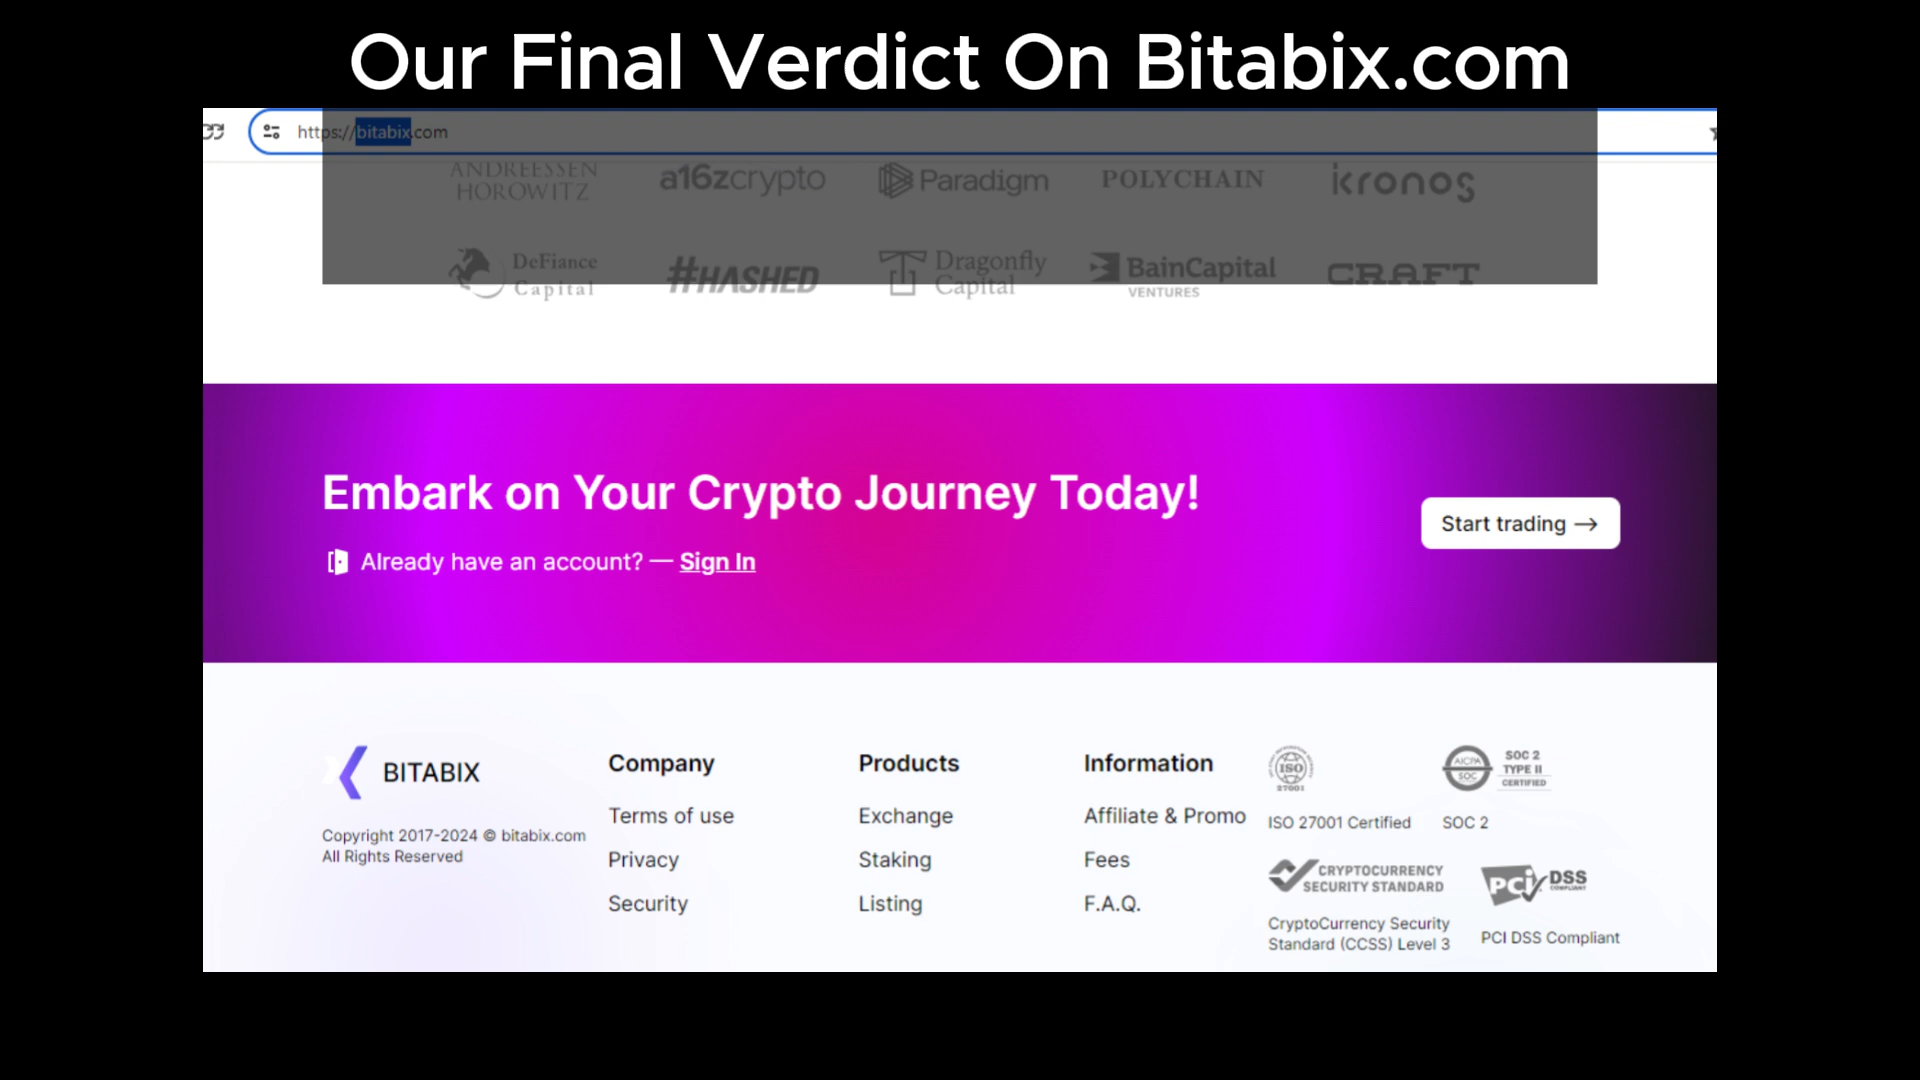 Our Final Verdict On Bitabix.com
https://bitabix.com
ANDREESSEN HOROWITZ
a16zcrypto
Paradigm
POLYCHAIN
kronos
DeFiance Capital
#HASHED
Dragonfly Capital
BainCapital VENTURES
CRAFT
Embark on Your Crypto Journey Today!
Already have an account? — Sign In
Start trading →
BITABIX
Copyright 2017-2024 © bitabix.com
All Rights Reserved
Company
Terms of use
Privacy
Security
Products
Exchange
Staking
Listing
Information
Affiliate & Promo
Fees
F.A.Q.
ISO
27001
ISO 27001 Certified
AICPA
SOC
SOC 2
TYPE II
CERTIFIED
SOC 2
CRYPTOCURRENCY
SECURITY STANDARD
CryptoCurrency Security
Standard (CCSS) Level 3
PCI DSS
COMPLIANT
PCI DSS Compliant